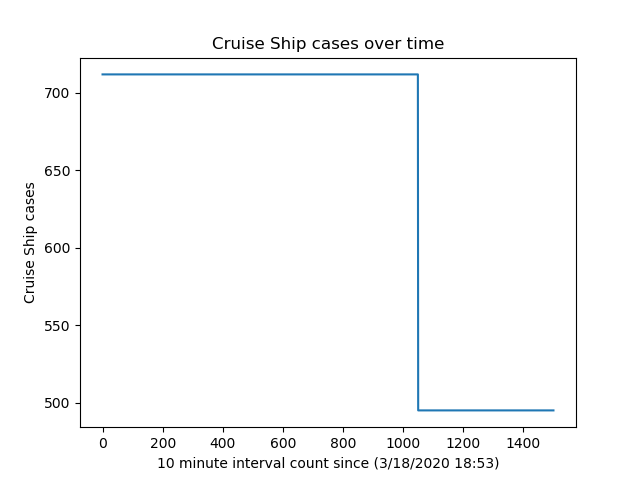 Cruise Ship cases over time
Cruise Ship cases
700
650
600
550
500
0 200 400 600 800 1000 1200 1400
10 minute interval count since (3/18/2020 18:53)